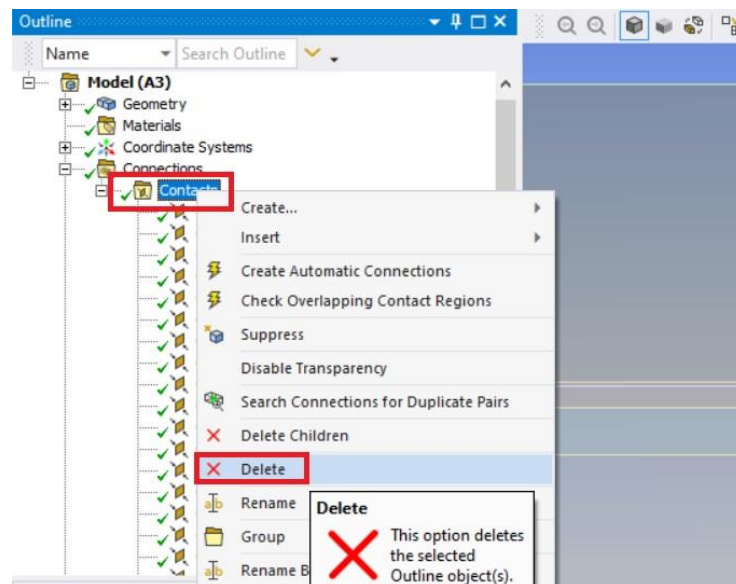 Outline
Name
Search Outline
Model (A3)
Geometry
Materials
Coordinate Systems
Connections
Contacts
Create...
Insert
Create Automatic Connections
Check Overlapping Contact Regions
Suppress
Disable Transparency
Search Connections for Duplicate Pairs
Delete Children
Delete
Rename
Delete
Group
This option deletes
the selected
Rename B
Outline object(s).